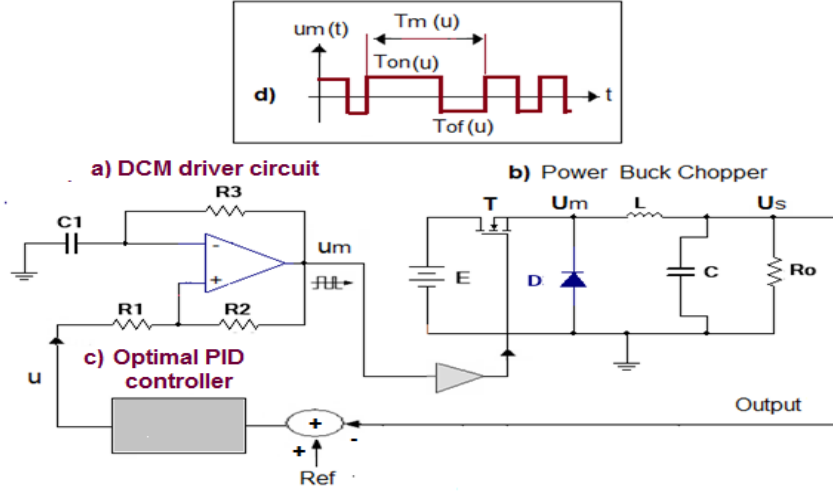 um(t)
Tm(u)
Ton(u)
d)
t
Tof(u)
a) DCM driver circuit
b) Power Buck Chopper
R3
C1
T
Um
L
Us
-
um
+
E
D
C
Ro
R1
R2
c) Optimal PID
controller
u
Output
+
-
+
Ref